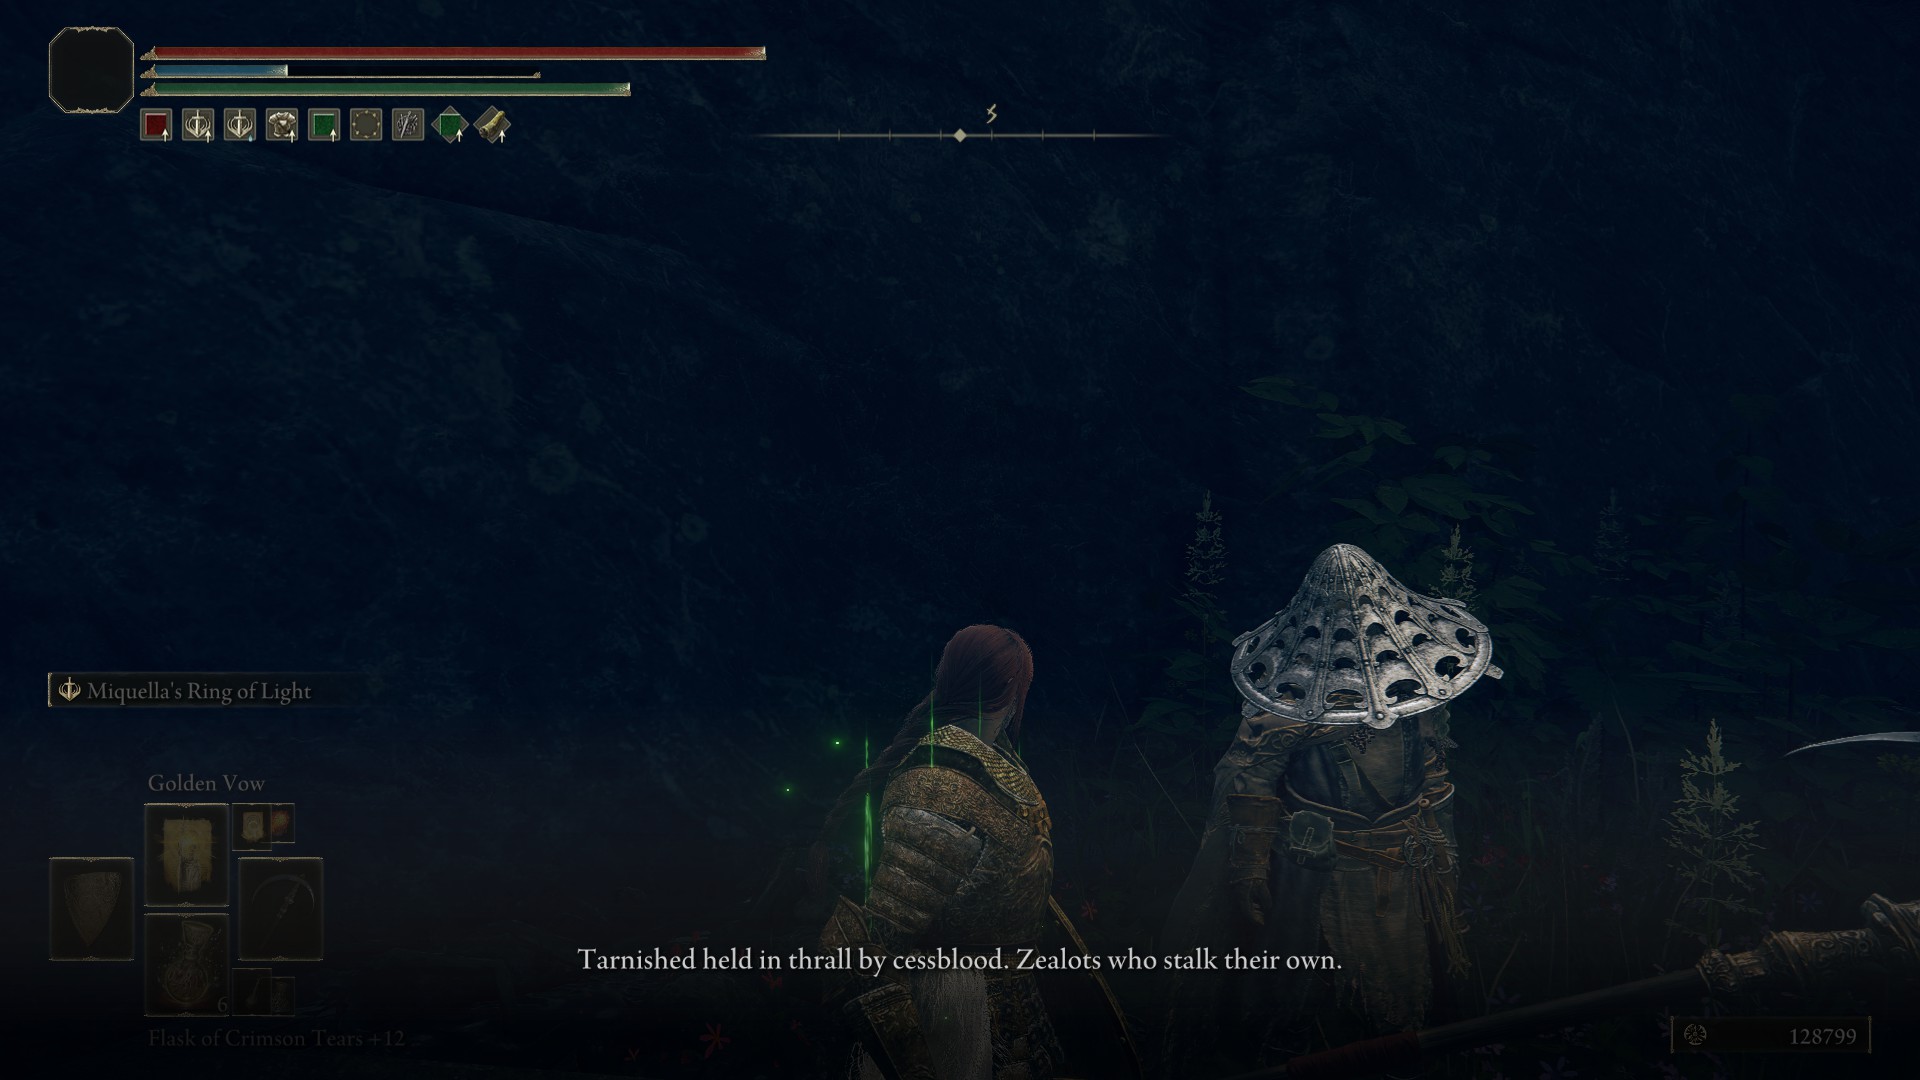 Miquella's Ring of Light
Golden Vow
6
Flask of Crimson Tears +12
Tarnished held in thrall by cessblood. Zealots who stalk their own.
128799